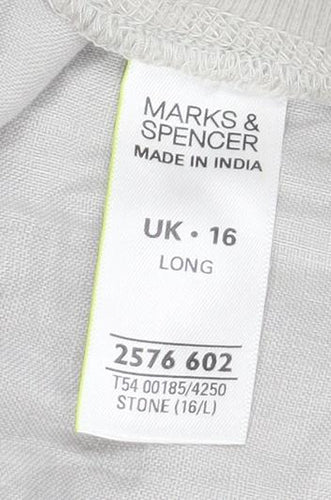 MARKS &
SPENCER
MADE IN INDIA
UK · 16
LONG
2576 602
T54 00185/4250
STONE (16/L)